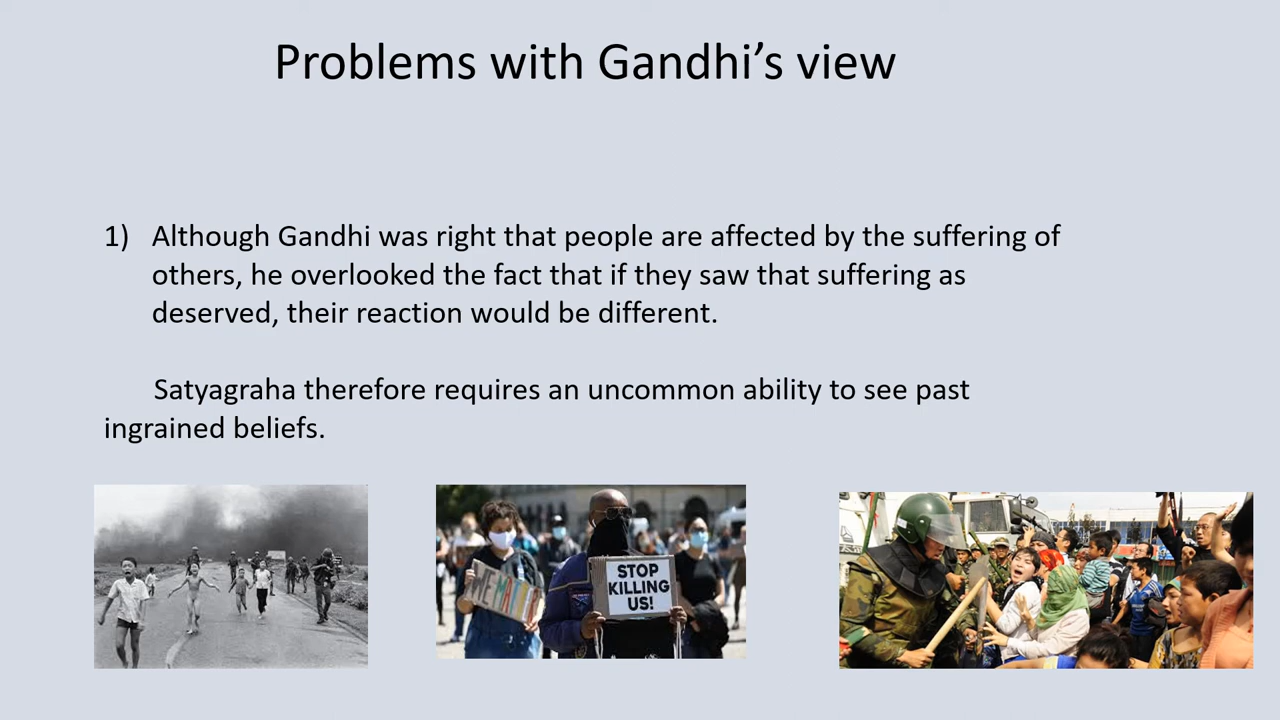 Problems with Gandhi’s view
1) Although Gandhi was right that people are affected by the suffering of
others, he overlooked the fact that if they saw that suffering as
deserved, their reaction would be different.
Satyagraha therefore requires an uncommon ability to see past
ingrained beliefs.
WE MATTER
STOP
KILLING
US!